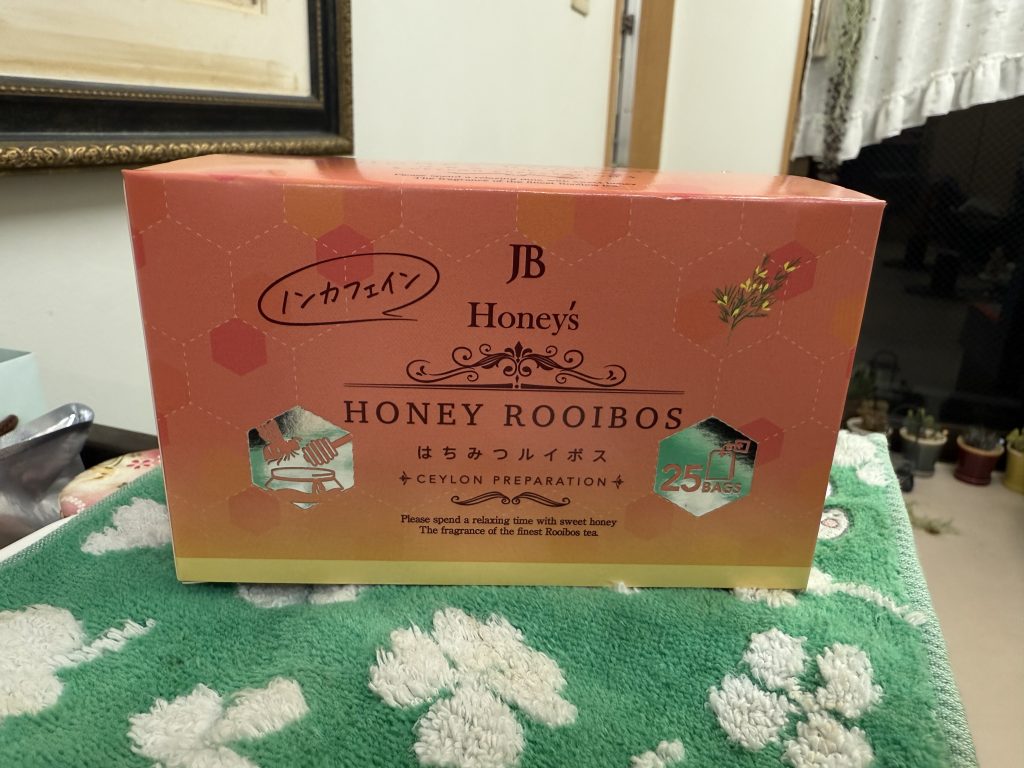 JB
Honey's
ノンカフェイン
HONEY ROOIBOS
はちみつルイボス
CEYLON PREPARATION
25 BAGS
Please spend a relaxing time with sweet honey
The fragrance of the finest Rooibos tea.